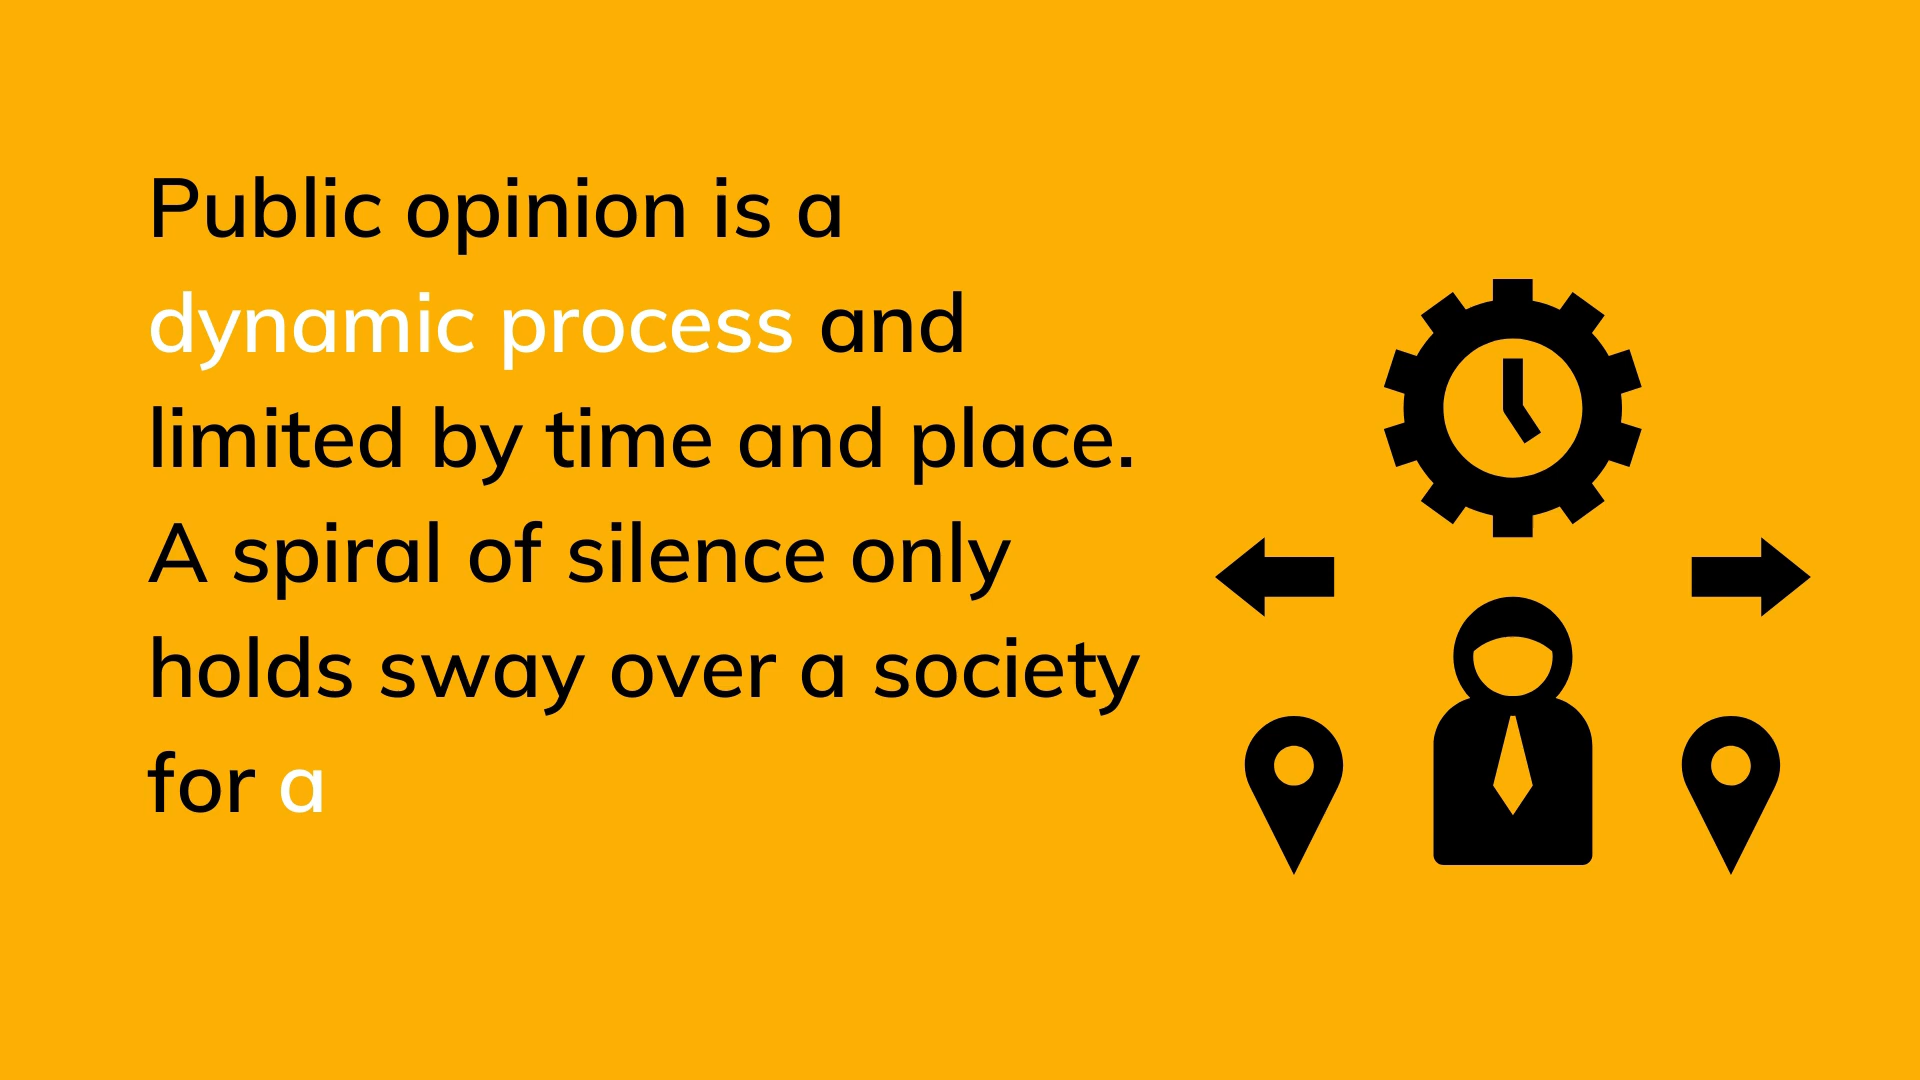 Public opinion is a
dynamic process and
limited by time and place.
A spiral of silence only
holds sway over a society
for a